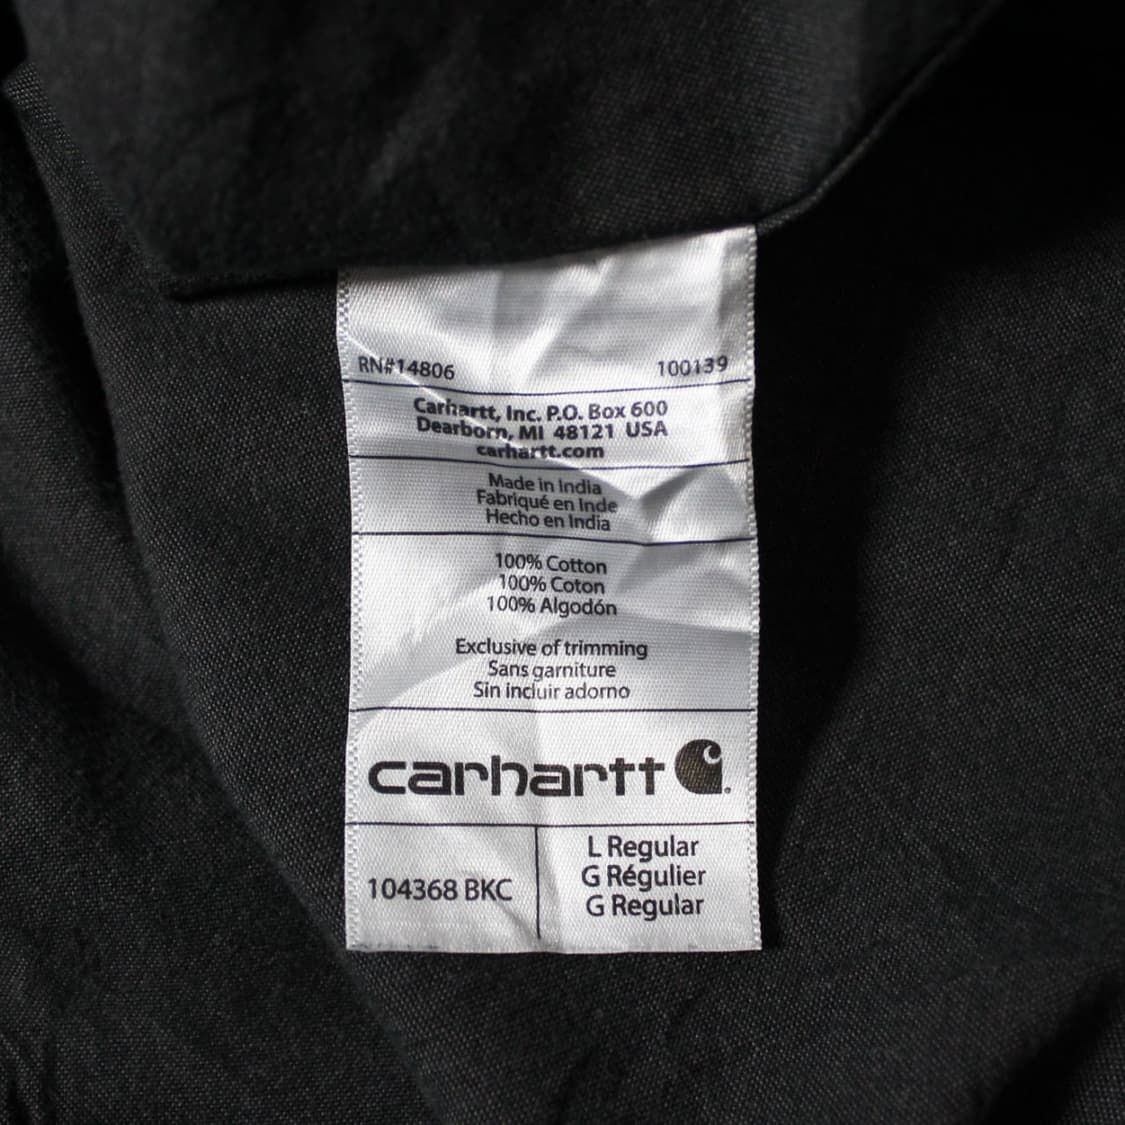 RN#14806 100139
Carhartt, Inc. P.O. Box 600
Dearborn, MI 48121 USA
carhartt.com
Made in India
Fabriqué en Inde
Hecho en India
100% Cotton
100% Coton
100% Algodón
Exclusive of trimming
Sans garniture
Sin incluir adorno
carhartt
104368 BKC
L Regular
G Régulier
G Regular